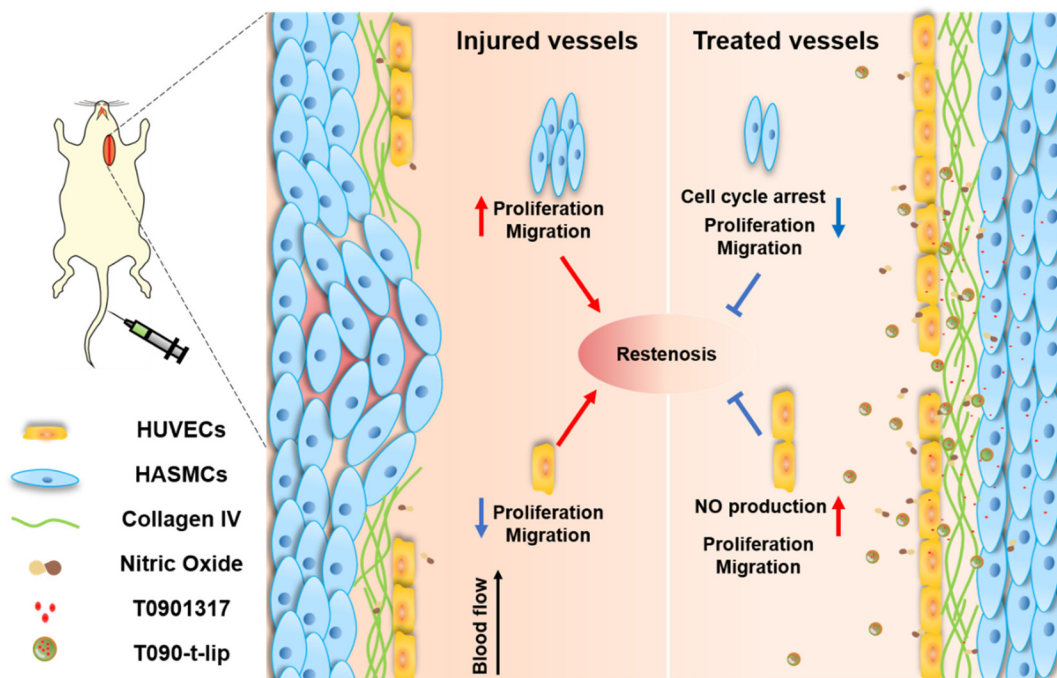 Injured vessels
Treated vessels
Proliferation
Migration
Cell cycle arrest
Proliferation
Migration
Restenosis
Proliferation
Migration
NO production
Proliferation
Migration
Blood flow
HUVECs
HASMCs
Collagen IV
Nitric Oxide
T0901317
T090-t-lip